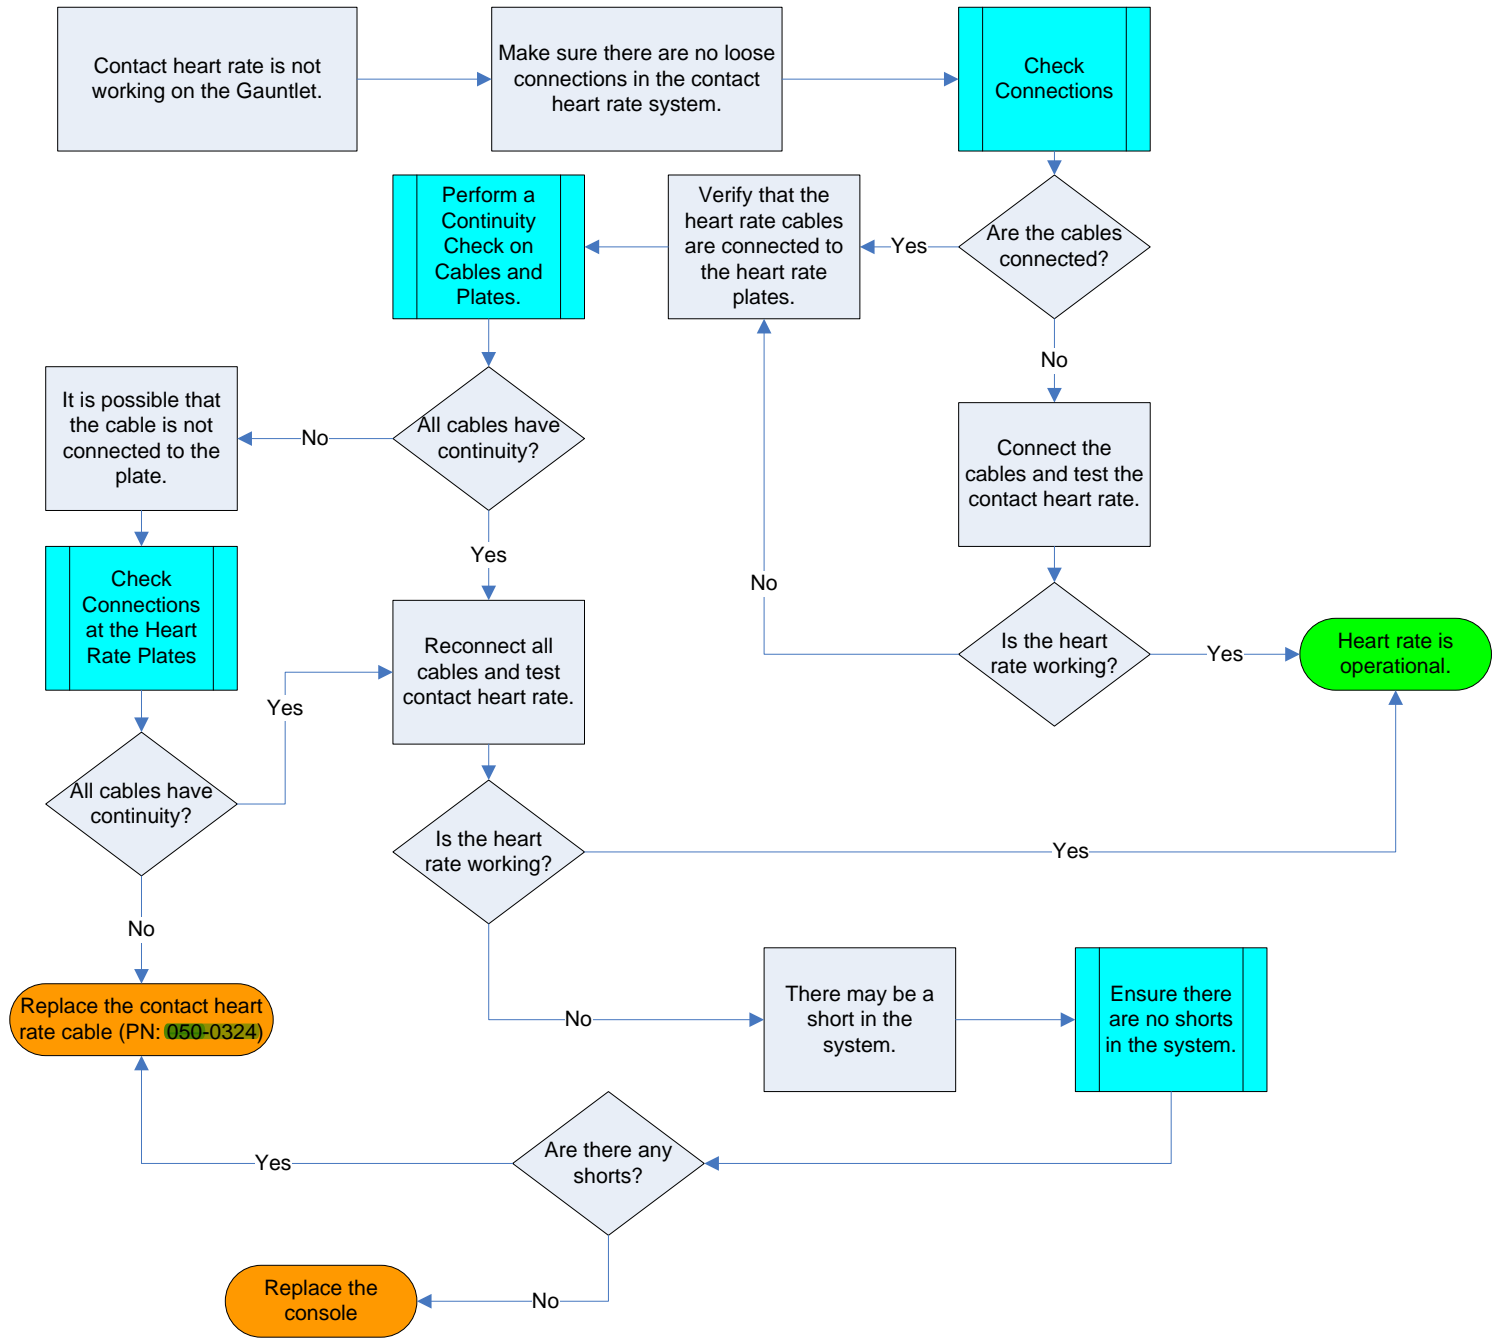 Contact heart rate is not
working on the Gauntlet.
Make sure there are no loose
connections in the contact
heart rate system.
Check
Connections
Are the cables
connected?
Yes
Verify that the
heart rate cables
are connected to
the heart rate
plates.
Perform a
Continuity
Check on
Cables and
Plates.
No
Connect the
cables and test the
contact heart rate.
Is the heart
rate working?
Yes
Heart rate is
operational.
No
All cables have
continuity?
No
It is possible that
the cable is not
connected to the
plate.
Check
Connections
at the Heart
Rate Plates
All cables have
continuity?
Yes
Yes
Reconnect all
cables and test
contact heart rate.
Is the heart
rate working?
Yes
No
Replace the contact heart
rate cable (PN: 050-0324)
No
There may be a
short in the
system.
Ensure there
are no shorts
in the system.
Are there any
shorts?
Yes
No
Replace the
console